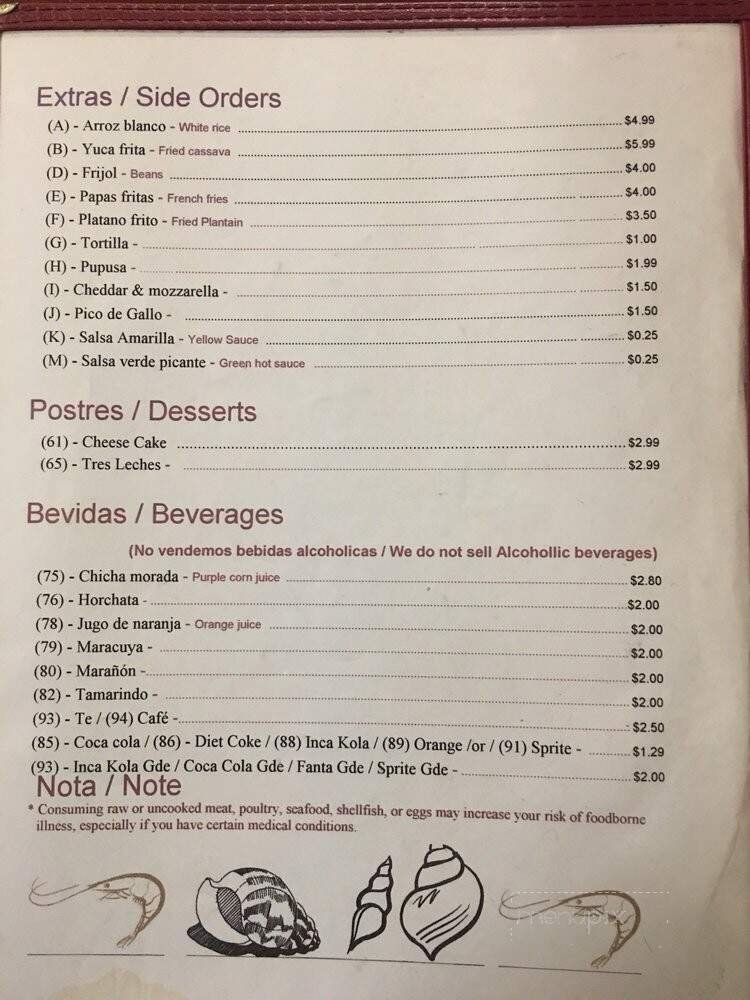 Extras / Side Orders
(A) - Arroz blanco - White rice $4.99
(B) - Yuca frita - Fried cassava $5.99
(D) - Frijol - Beans $4.00
(E) - Papas fritas - French fries $4.00
(F) - Platano frito - Fried Plantain $3.50
(G) - Tortilla - $1.00
(H) - Pupusa - $1.99
(I) - Cheddar & mozzarella - $1.50
(J) - Pico de Gallo - $1.50
(K) - Salsa Amarilla - Yellow Sauce $0.25
(M) - Salsa verde picante - Green hot sauce $0.25
Postres / Desserts
(61) - Cheese Cake $2.99
(65) - Tres Leches - $2.99
Bevidas / Beverages
(No vendemos bebidas alcoholicas / We do not sell Alcohollic beverages)
(75) - Chicha morada - Purple corn juice $2.80
(76) - Horchata - $2.00
(78) - Jugo de naranja - Orange juice $2.00
(79) - Maracuya - $2.00
(80) - Marañón - $2.00
(82) - Tamarindo - $2.00
(93) - Te / (94) Café - $2.50
(85) - Coca cola / (86) - Diet Coke / (88) Inca Kola / (89) Orange /or / (91) Sprite - $1.29
(93) - Inca Kola Gde / Coca Cola Gde / Fanta Gde / Sprite Gde - $2.00
Nota / Note
* Consuming raw or uncooked meat, poultry, seafood, shellfish, or eggs may increase your risk of foodborne
illness, especially if you have certain medical conditions.
menupix